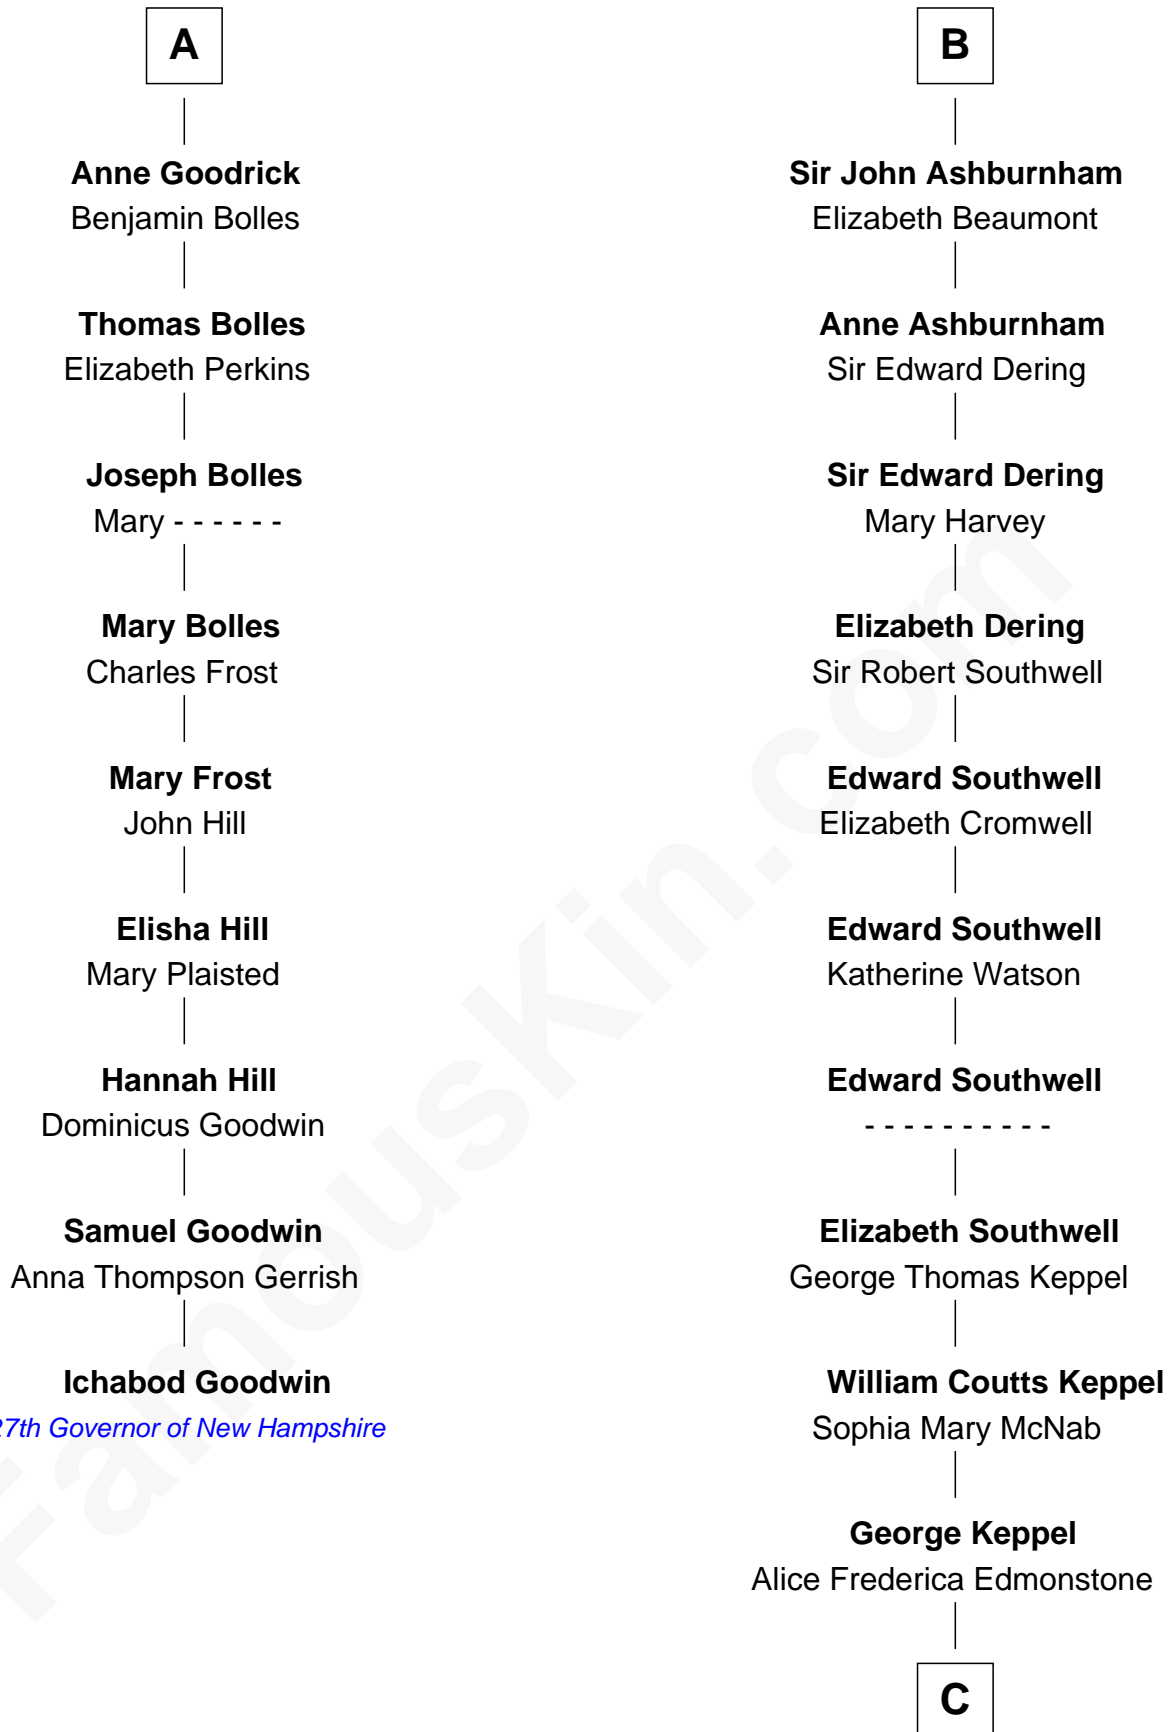 A
Anne Goodrick
Benjamin Bolles
Thomas Bolles
Elizabeth Perkins
Joseph Bolles
Mary - - - - - -
Mary Bolles
Charles Frost
Mary Frost
John Hill
Elisha Hill
Mary Plaisted
Hannah Hill
Dominicus Goodwin
Samuel Goodwin
Anna Thompson Gerrish
Ichabod Goodwin
27th Governor of New Hampshire
B
Sir John Ashburnham
Elizabeth Beaumont
Anne Ashburnham
Sir Edward Dering
Sir Edward Dering
Mary Harvey
Elizabeth Dering
Sir Robert Southwell
Edward Southwell
Elizabeth Cromwell
Edward Southwell
Katherine Watson
Edward Southwell
- - - - - - - - - -
Elizabeth Southwell
George Thomas Keppel
William Coutts Keppel
Sophia Mary McNab
George Keppel
Alice Frederica Edmonstone
C
FamousKin.com